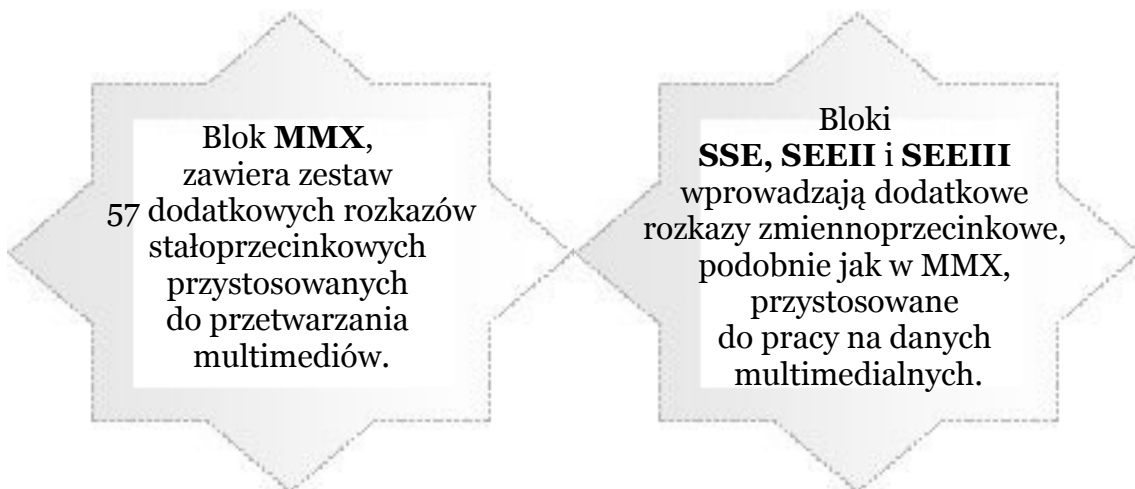 Blok MMX,
zawiera zestaw
57 dodatkowych rozkazów
stałoprzecinkowych
przystosowanych
do przetwarzania
multimediów.
Bloki
SSE, SEEII i SEEIII
wprowadzają dodatkowe
rozkazy zmiennoprzecinkowe,
podobnie jak w MMX,
przystosowane
do pracy na danych
multimedialnych.